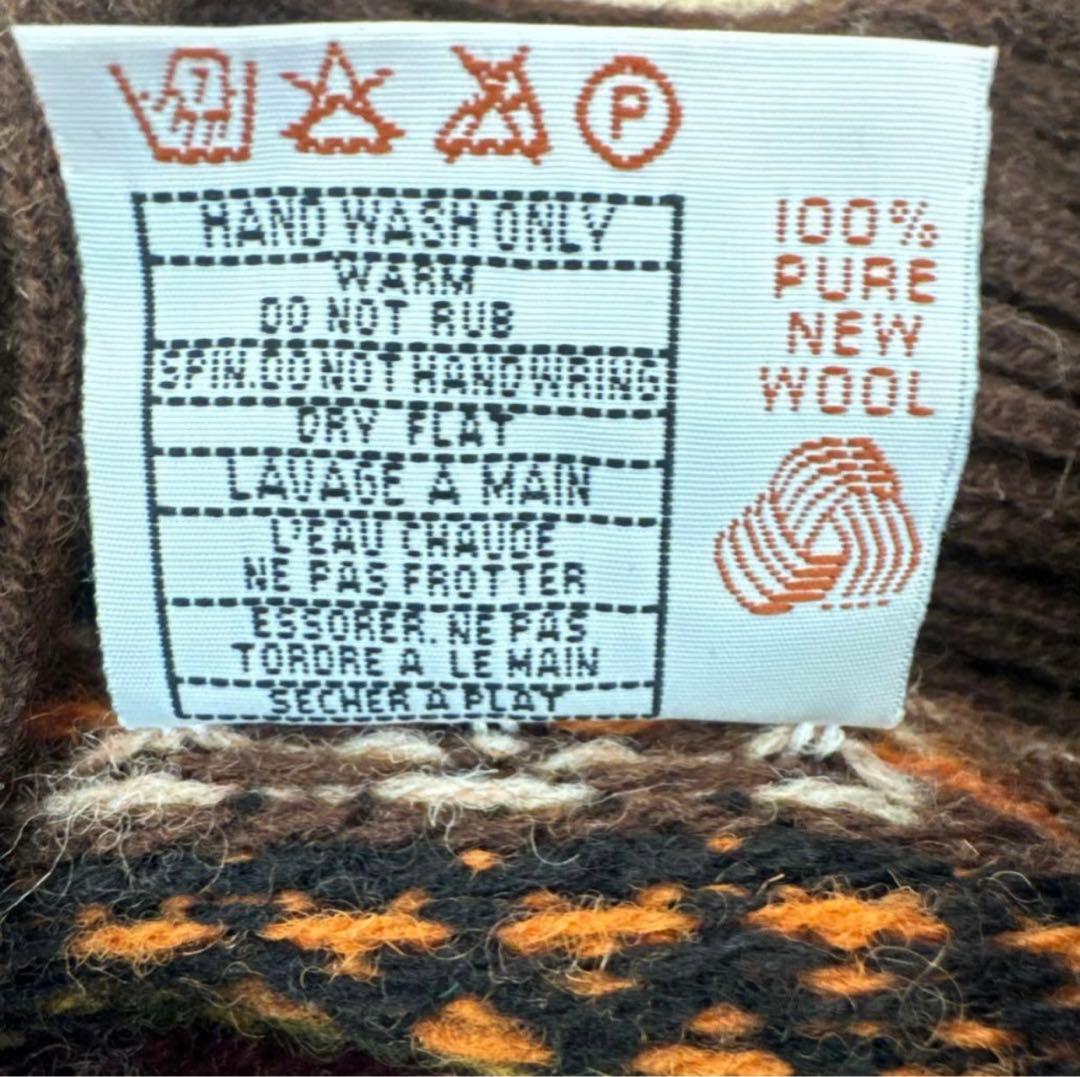 P
100%
PURE
NEW
WOOL
HAND WASH ONLY
WARM
DO NOT RUB
SPIN.DO NOT HANDWRING
DRY FLAT
LAVAGE A MAIN
L'EAU CHAUDE
NE PAS FROTTER
ESSORER. NE PAS
TORDRE A LE MAIN
SECHER A PLAY